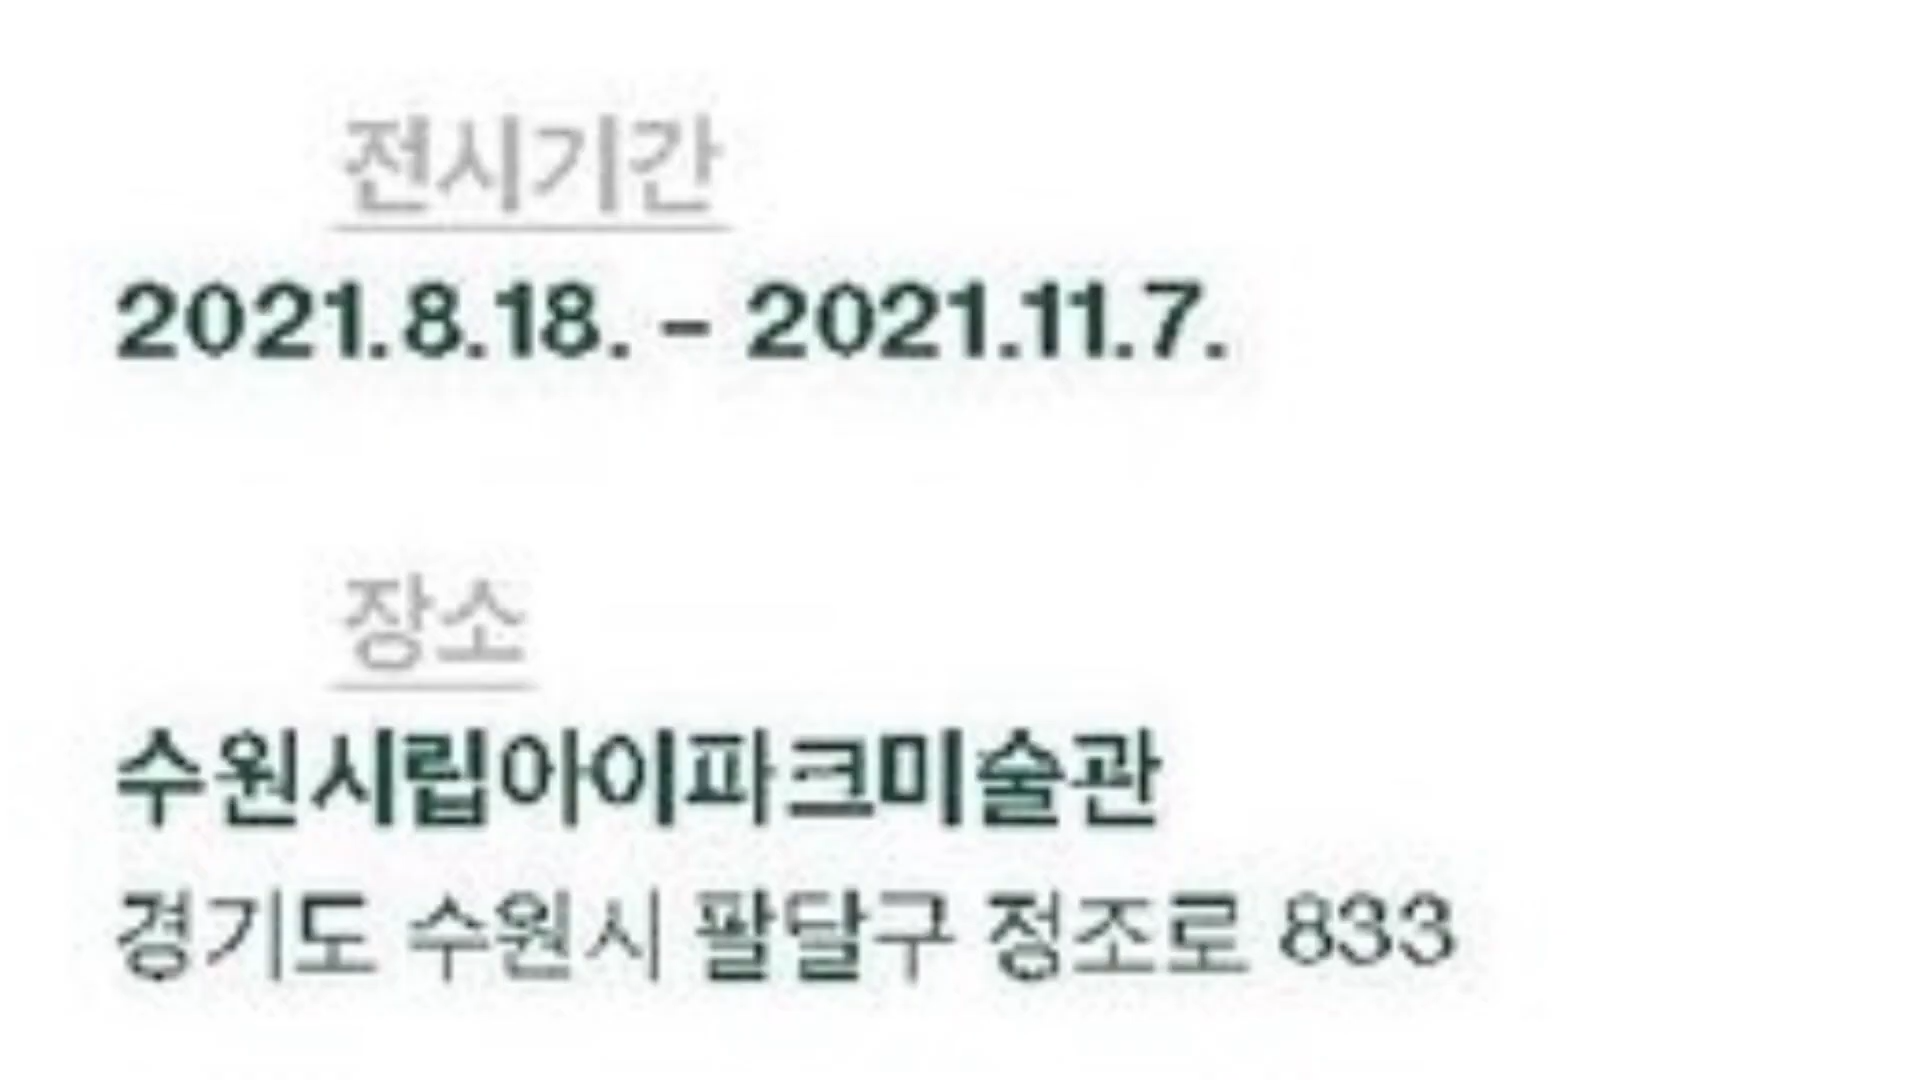 전시기간
2021.8.18. – 2021.11.7.
장소
수원시립아이파크미술관
경기도 수원시 팔달구 정조로 833